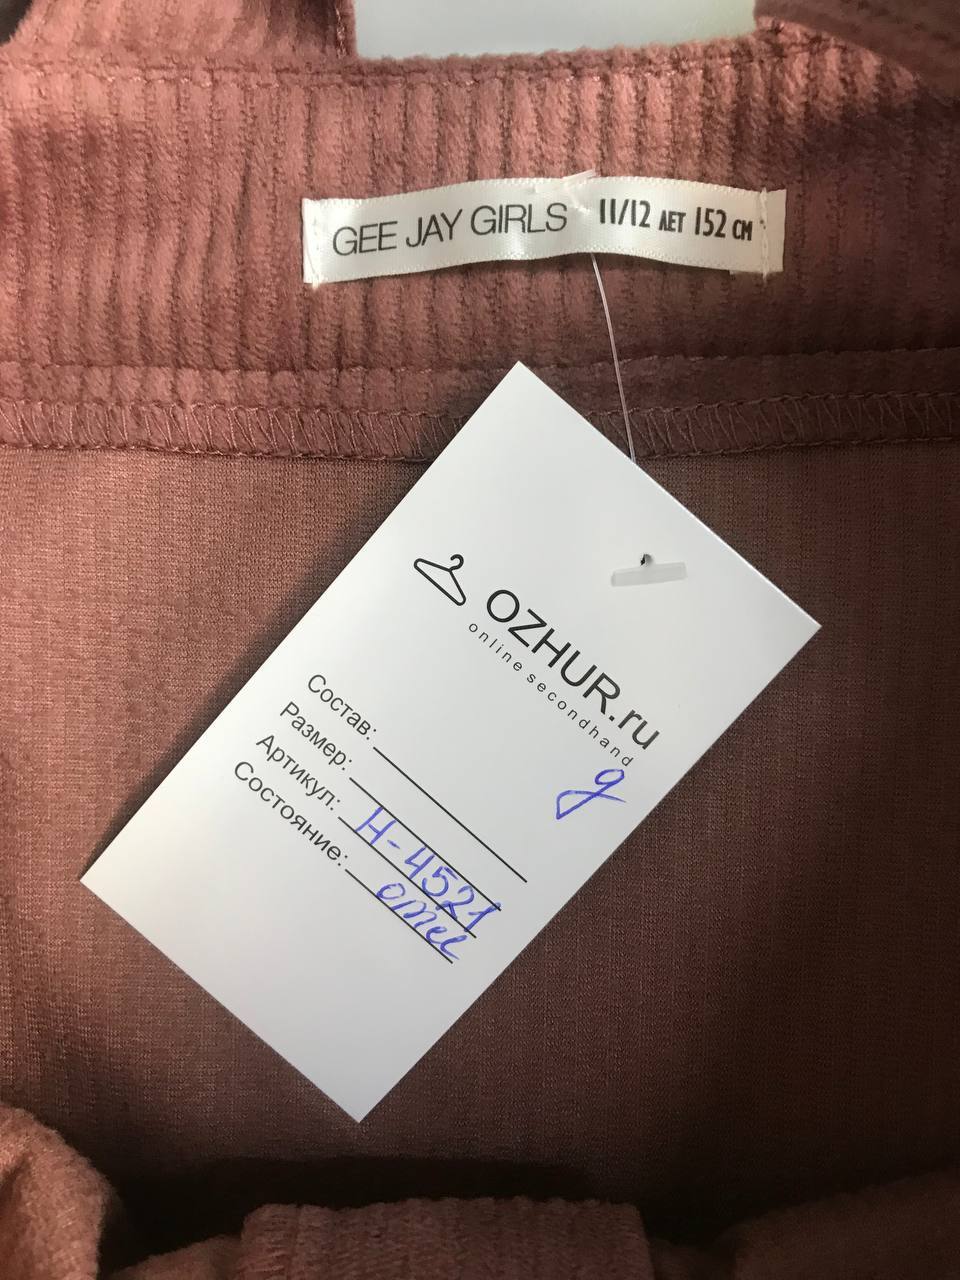 GEE JAY GIRLS 11/12 ЛЕТ 152 СМ
OZHUR.ru
online secondhand
g
Состав:
Размер:
Артикул: Н-4521
Состояние: отл